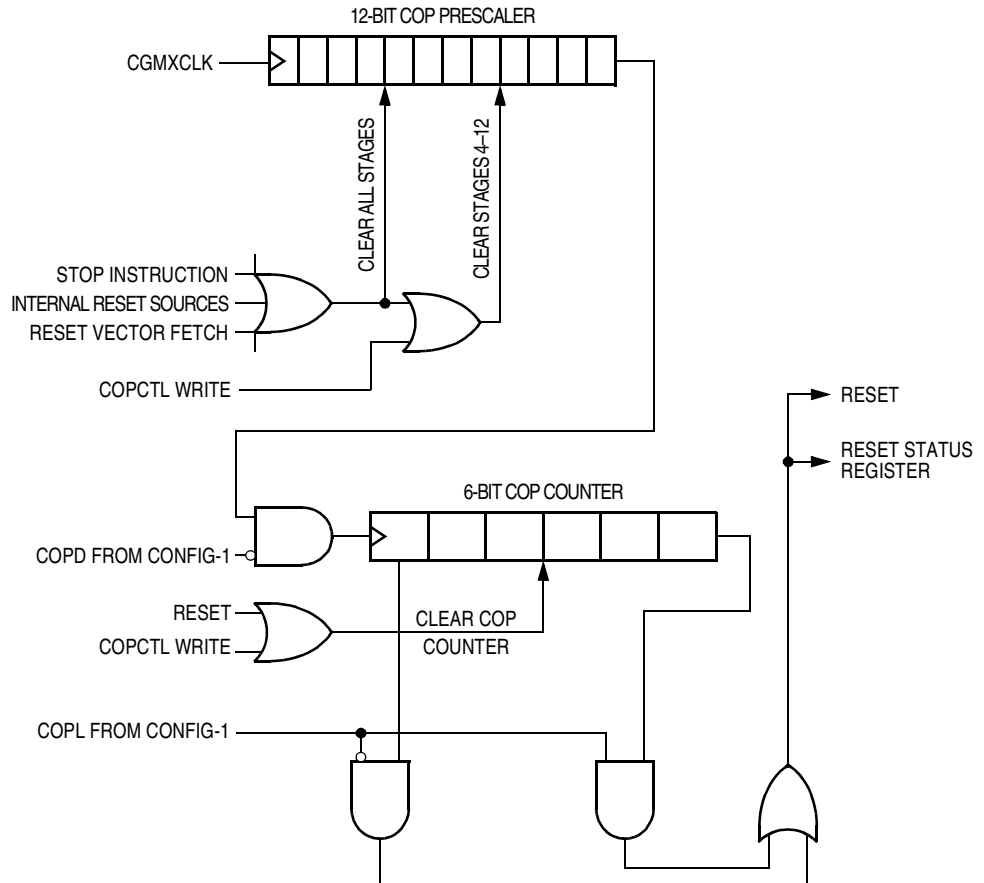 12-BIT COP PRESCALER
CGMXCLK
CLEAR ALL STAGES
CLEAR STAGES 4–12
STOP INSTRUCTION
INTERNAL RESET SOURCES
RESET VECTOR FETCH
COPCTL WRITE
RESET
RESET STATUS
REGISTER
6-BIT COP COUNTER
COPD FROM CONFIG-1
RESET
COPCTL WRITE
CLEAR COP
COUNTER
COPL FROM CONFIG-1